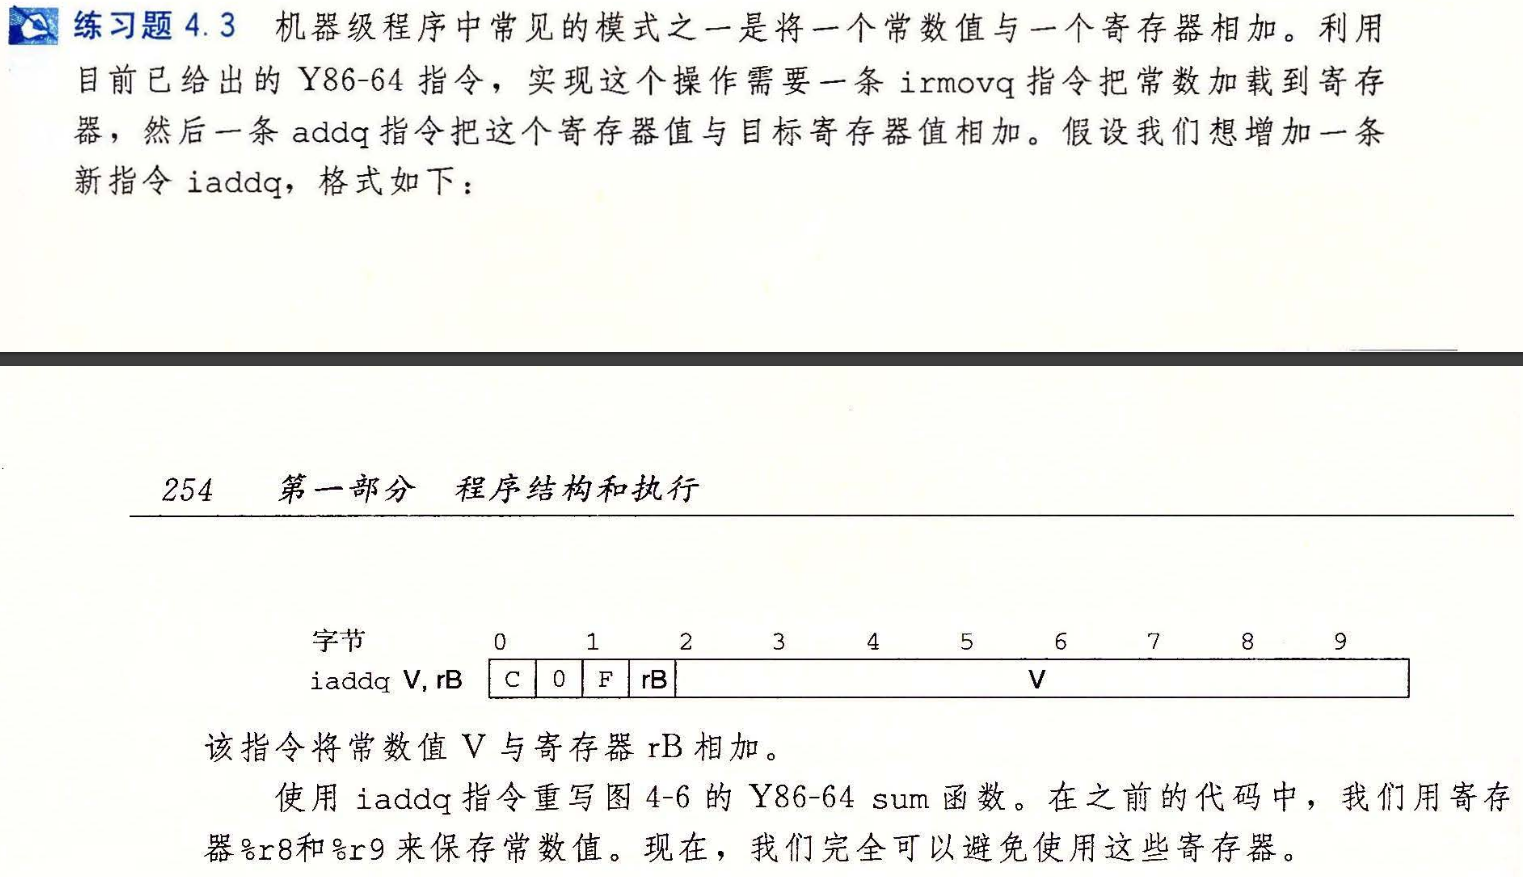 练习题 4.3 机器级程序中常见的模式之一是将一个常数值与一个寄存器相加。利用
目前已给出的 Y86-64 指令，实现这个操作需要一条 irmovq 指令把常数加载到寄存
器，然后一条 addq 指令把这个寄存器值与目标寄存器值相加。假设我们想增加一条
新指令 iaddq，格式如下：
254 第一部分 程序结构和执行
字节 0 1 2 3 4 5 6 7 8 9
iaddq V, rB C 0 F rB V
该指令将常数值 V 与寄存器 rB 相加。
使用 iaddq 指令重写图 4-6 的 Y86-64 sum 函数。在之前的代码中，我们用寄存
器%r8和%r9 来保存常数值。现在，我们完全可以避免使用这些寄存器。